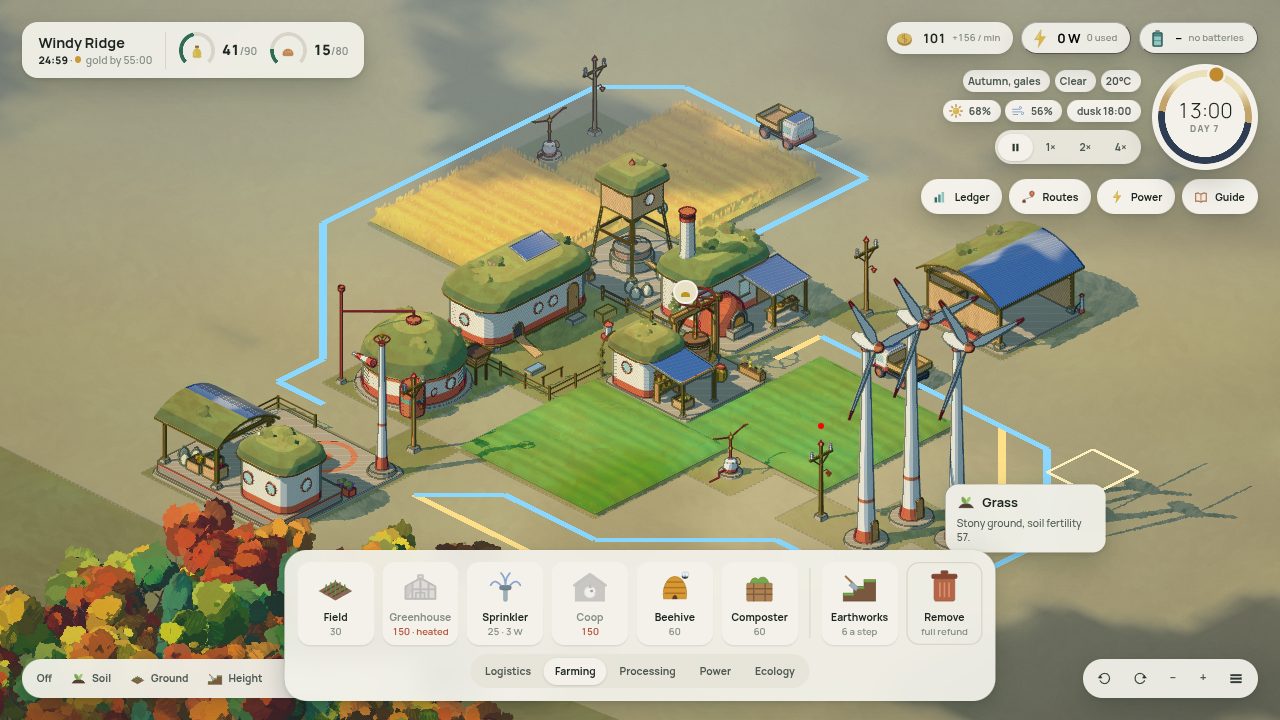 Windy Ridge
24:59 · gold by 55:00
41/90
15/80
101 +156 / min
0 W 0 used
– no batteries
Autumn, gales
Clear
20°C
68%
56%
dusk 18:00
13:00
DAY 7
1×
2×
4×
Ledger
Routes
Power
Guide
Grass
Stony ground, soil fertility
57.
Field
30
Greenhouse
150 · heated
Sprinkler
25 · 3 W
Coop
150
Beehive
60
Composter
60
Earthworks
6 a step
Remove
full refund
Logistics
Farming
Processing
Power
Ecology
Off
Soil
Ground
Height
−
+